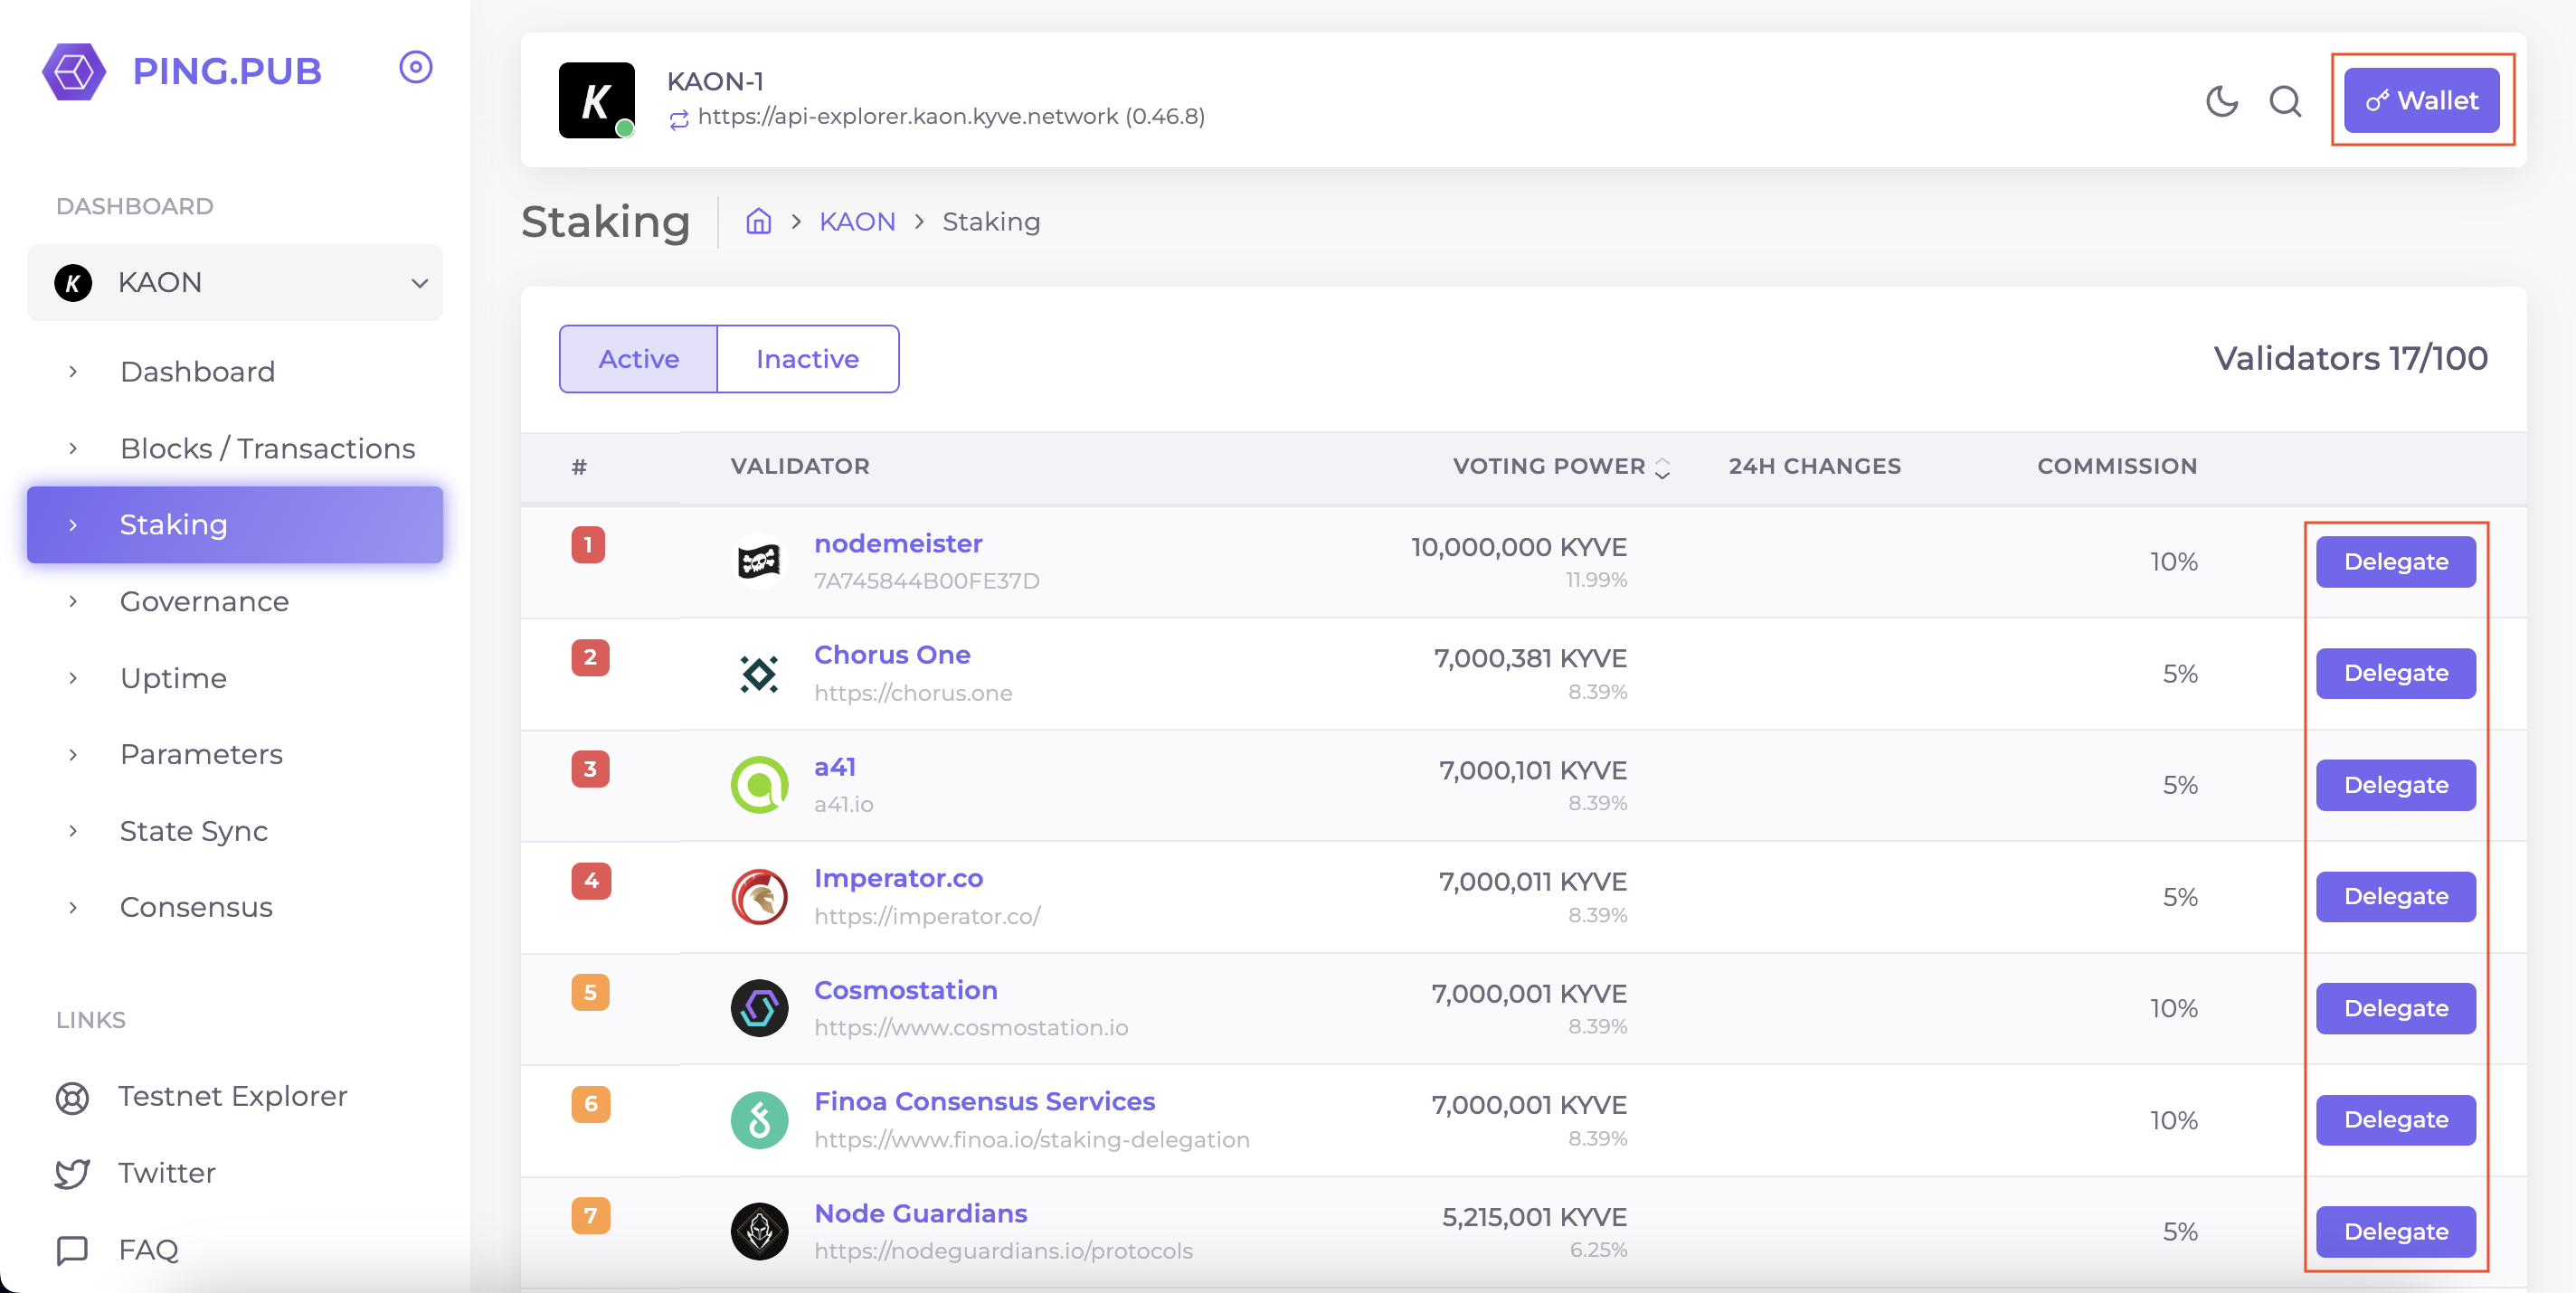 PING.PUB
DASHBOARD
KAON
Dashboard
Blocks / Transactions
Staking
Governance
Uptime
Parameters
State Sync
Consensus
LINKS
Testnet Explorer
Twitter
FAQ
KAON-1
https://api-explorer.kaon.kyve.network (0.46.8)
Wallet
Staking
KAON > Staking
Active
Inactive
Validators 17/100
# VALIDATOR VOTING POWER 24H CHANGES COMMISSION
1 nodemeister 10,000,000 KYVE 10% Delegate
7A745844B00FE37D 11.99%
2 Chorus One 7,000,381 KYVE 5% Delegate
https://chorus.one 8.39%
3 a41 7,000,101 KYVE 5% Delegate
a41.io 8.39%
4 Imperator.co 7,000,011 KYVE 5% Delegate
https://imperator.co/ 8.39%
5 Cosmostation 7,000,001 KYVE 10% Delegate
https://www.cosmostation.io 8.39%
6 Finoa Consensus Services 7,000,001 KYVE 10% Delegate
https://www.finoa.io/staking-delegation 8.39%
7 Node Guardians 5,215,001 KYVE 5% Delegate
https://nodeguardians.io/protocols 6.25%